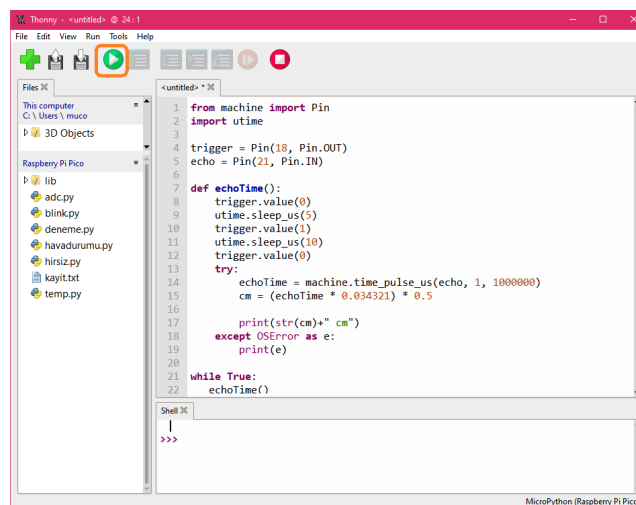 Thonny - <untitled> @ 24 : 1
File Edit View Run Tools Help
Files
This computer
C: \ Users \ muco
3D Objects
Raspberry Pi Pico
lib
adc.py
blink.py
deneme.py
havadurumu.py
hirsiz.py
kayit.txt
temp.py
<untitled> *
1 from machine import Pin
2 import utime
3
4 trigger = Pin(18, Pin.OUT)
5 echo = Pin(21, Pin.IN)
6
7 def echoTime():
8     trigger.value(0)
9     utime.sleep_us(5)
10     trigger.value(1)
11     utime.sleep_us(10)
12     trigger.value(0)
13     try:
14         echoTime = machine.time_pulse_us(echo, 1, 1000000)
15         cm = (echoTime * 0.034321) * 0.5
16
17         print(str(cm)+" cm")
18     except OSError as e:
19         print(e)
20
21 while True:
22    echoTime()
Shell
>>>
MicroPython (Raspberry Pi Pico